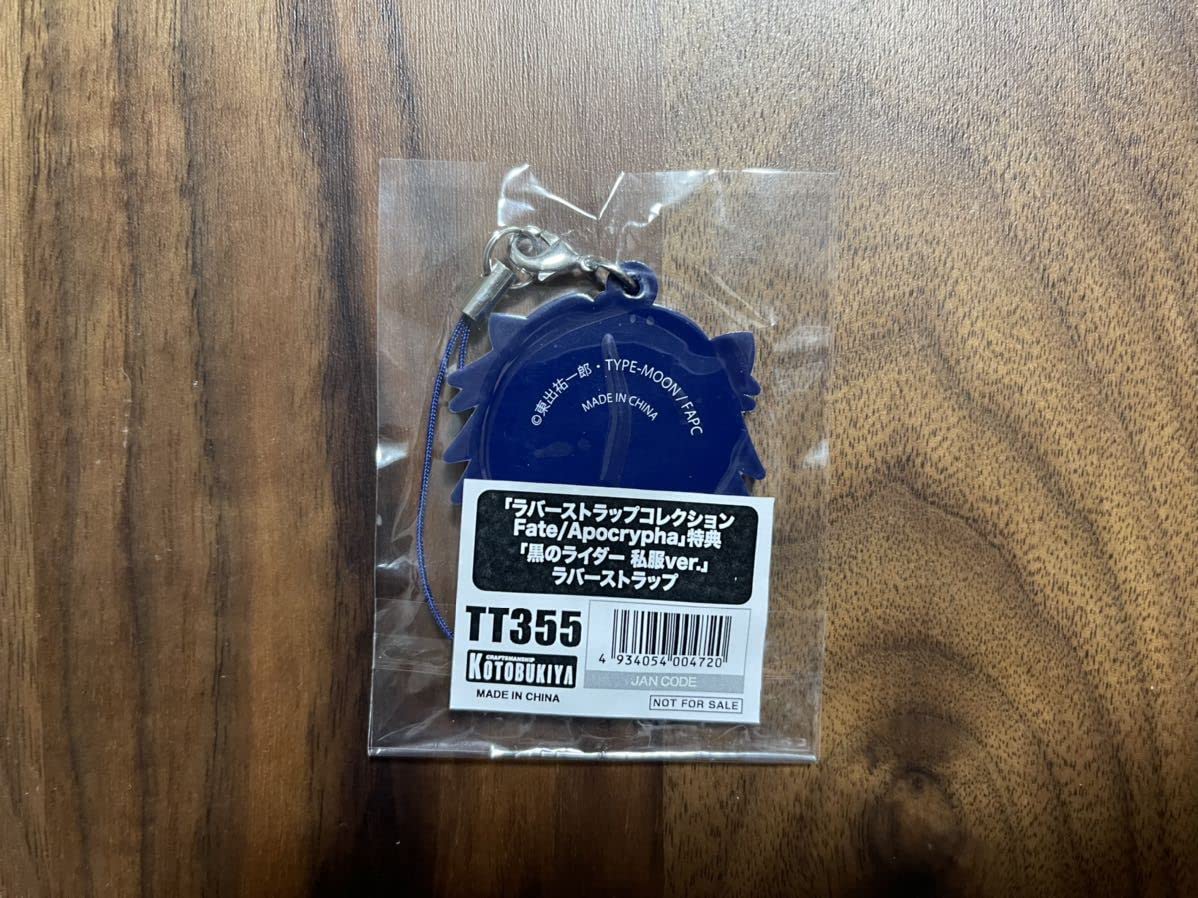 ©東出祐一郎・TYPE-MOON //FAPC
MADE IN CHINA
「ラバーストラップコレクション
Fate/Apocrypha」特典
「黒のライダー 私服ver.」
ラバーストラップ
TT355
4 934054 004720
JAN CODE
CRAFTSMANSHIP
KOTOBUKIYA
MADE IN CHINA
NOT FOR SALE